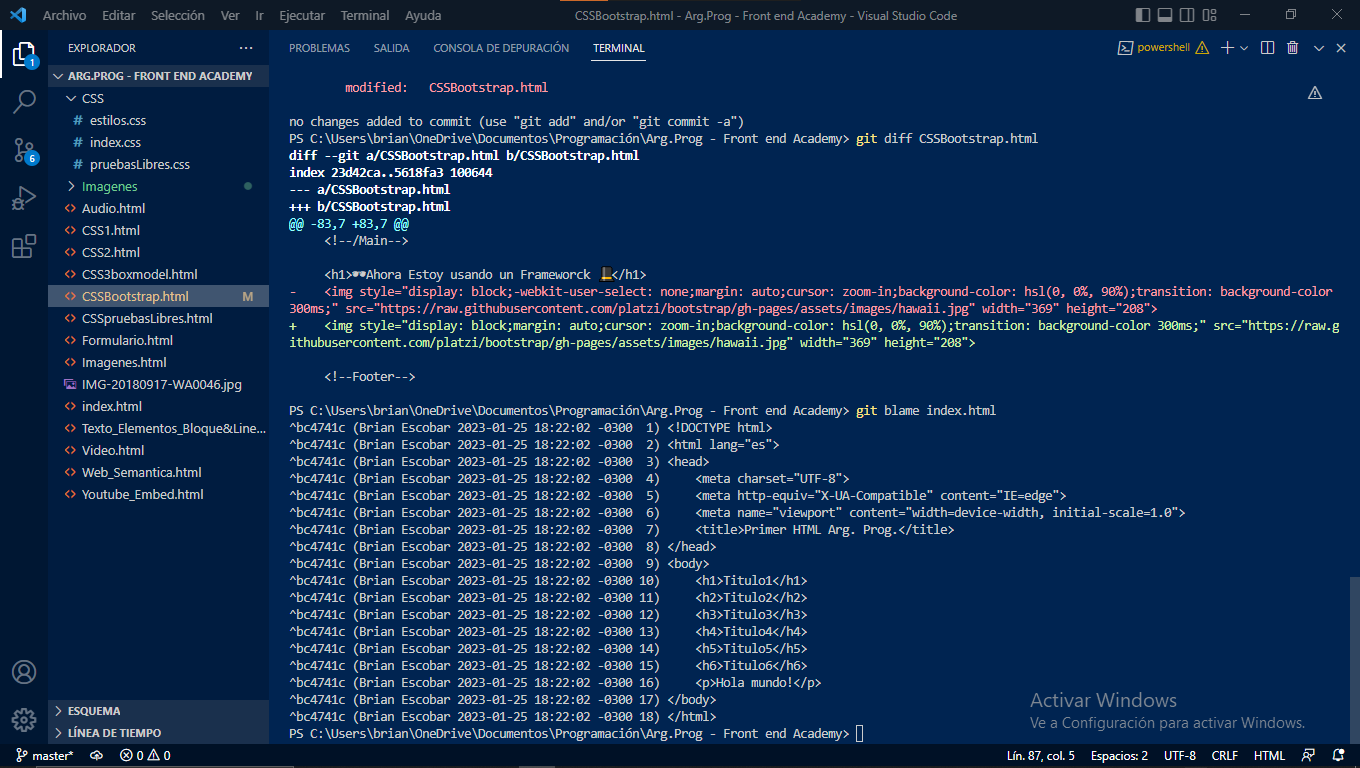 Archivo Editar Selección Ver Ir Ejecutar Terminal Ayuda
CSSBootstrap.html - Arg.Prog - Front end Academy - Visual Studio Code
EXPLORADOR
ARG.PROG - FRONT END ACADEMY
CSS
# estilos.css
# index.css
# pruebasLibres.css
Imagenes
Audio.html
CSS1.html
CSS2.html
CSS3boxmodel.html
CSSBootstrap.html M
CSSpruebasLibres.html
Formulario.html
Imagenes.html
IMG-20180917-WA0046.jpg
index.html
Texto_Elementos_Bloque&Line...
Video.html
Web_Semantica.html
Youtube_Embed.html
ESQUEMA
LÍNEA DE TIEMPO
1
6
PROBLEMAS SALIDA CONSOLA DE DEPURACIÓN TERMINAL
powershell
modified: CSSBootstrap.html
no changes added to commit (use "git add" and/or "git commit -a")
PS C:\Users\brian\OneDrive\Documentos\Programación\Arg.Prog - Front end Academy> git diff CSSBootstrap.html
diff --git a/CSSBootstrap.html b/CSSBootstrap.html
index 23d42ca..5618fa3 100644
--- a/CSSBootstrap.html
+++ b/CSSBootstrap.html
@@ -83,7 +83,7 @@
<!--/Main-->
<h1>🕶️Ahora Estoy usando un Frameworck 🎩</h1>
- <img style="display: block;-webkit-user-select: none;margin: auto;cursor: zoom-in;background-color: hsl(0, 0%, 90%);transition: background-color
300ms;" src="https://raw.githubusercontent.com/platzi/bootstrap/gh-pages/assets/images/hawaii.jpg" width="369" height="208">
+ <img style="display: block;margin: auto;cursor: zoom-in;background-color: hsl(0, 0%, 90%);transition: background-color 300ms;" src="https://raw.g
ithubusercontent.com/platzi/bootstrap/gh-pages/assets/images/hawaii.jpg" width="369" height="208">
<!--Footer-->
PS C:\Users\brian\OneDrive\Documentos\Programación\Arg.Prog - Front end Academy> git blame index.html
^bc4741c (Brian Escobar 2023-01-25 18:22:02 -0300 1) <!DOCTYPE html>
^bc4741c (Brian Escobar 2023-01-25 18:22:02 -0300 2) <html lang="es">
^bc4741c (Brian Escobar 2023-01-25 18:22:02 -0300 3) <head>
^bc4741c (Brian Escobar 2023-01-25 18:22:02 -0300 4) <meta charset="UTF-8">
^bc4741c (Brian Escobar 2023-01-25 18:22:02 -0300 5) <meta http-equiv="X-UA-Compatible" content="IE=edge">
^bc4741c (Brian Escobar 2023-01-25 18:22:02 -0300 6) <meta name="viewport" content="width=device-width, initial-scale=1.0">
^bc4741c (Brian Escobar 2023-01-25 18:22:02 -0300 7) <title>Primer HTML Arg. Prog.</title>
^bc4741c (Brian Escobar 2023-01-25 18:22:02 -0300 8) </head>
^bc4741c (Brian Escobar 2023-01-25 18:22:02 -0300 9) <body>
^bc4741c (Brian Escobar 2023-01-25 18:22:02 -0300 10) <h1>Titulo1</h1>
^bc4741c (Brian Escobar 2023-01-25 18:22:02 -0300 11) <h2>Titulo2</h2>
^bc4741c (Brian Escobar 2023-01-25 18:22:02 -0300 12) <h3>Titulo3</h3>
^bc4741c (Brian Escobar 2023-01-25 18:22:02 -0300 13) <h4>Titulo4</h4>
^bc4741c (Brian Escobar 2023-01-25 18:22:02 -0300 14) <h5>Titulo5</h5>
^bc4741c (Brian Escobar 2023-01-25 18:22:02 -0300 15) <h6>Titulo6</h6>
^bc4741c (Brian Escobar 2023-01-25 18:22:02 -0300 16) <p>Hola mundo!</p>
^bc4741c (Brian Escobar 2023-01-25 18:22:02 -0300 17) </body>
^bc4741c (Brian Escobar 2023-01-25 18:22:02 -0300 18) </html>
PS C:\Users\brian\OneDrive\Documentos\Programación\Arg.Prog - Front end Academy>
Activar Windows
Ve a Configuración para activar Windows.
master* 0 0
Lín. 87, col. 5 Espacios: 2 UTF-8 CRLF HTML